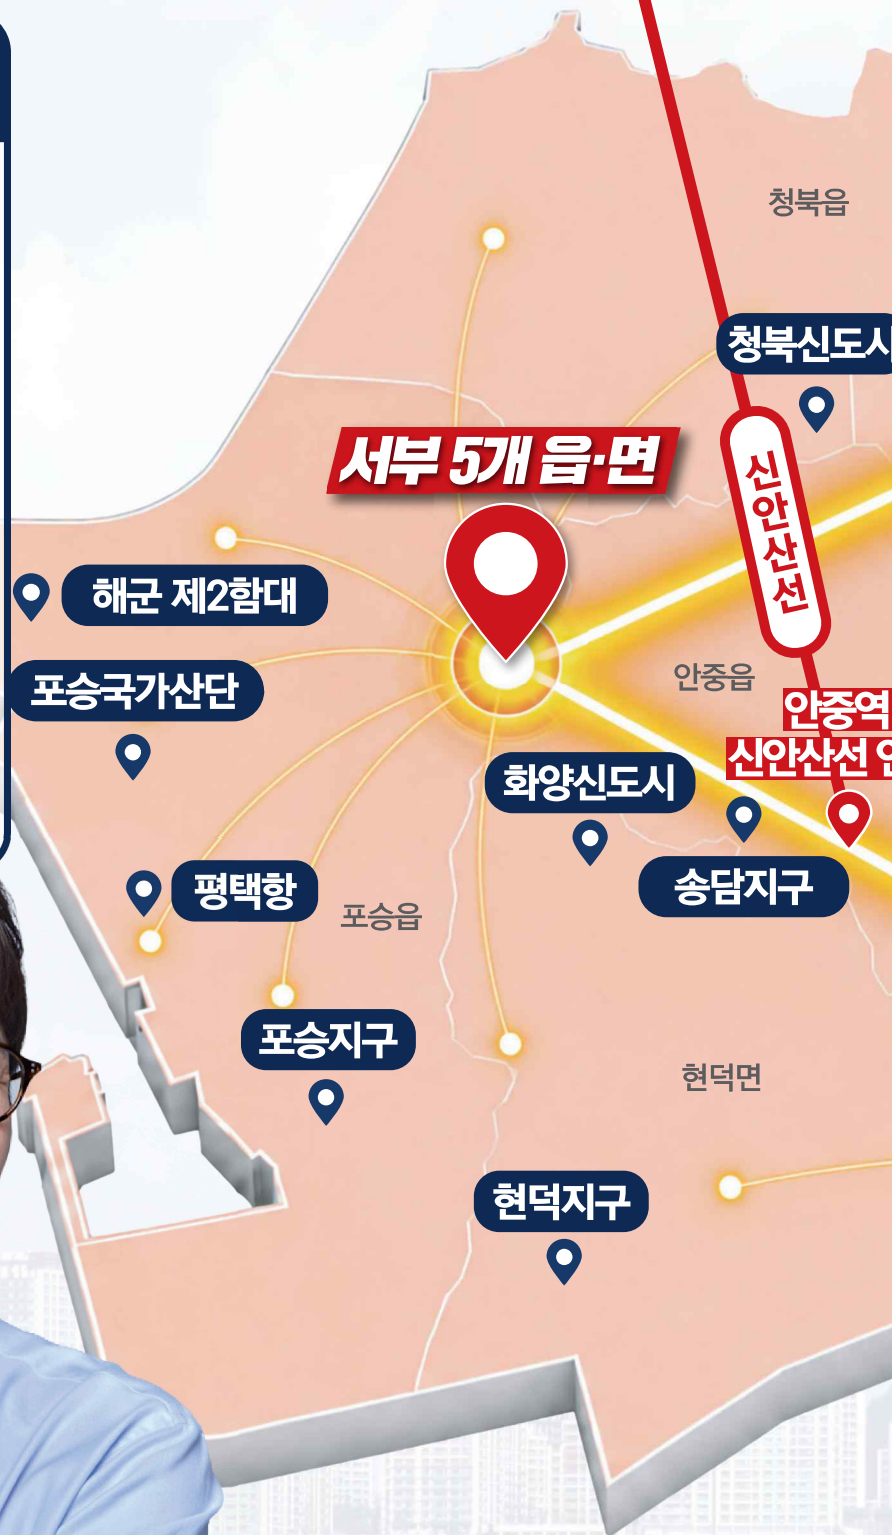 청북읍
청북신도시
서부 5개 읍·면
신안산선
해군 제2함대
포승국가산단
안중읍
안중역
신안산선
화양신도시
송담지구
평택항
포승읍
포승지구
현덕면
현덕지구